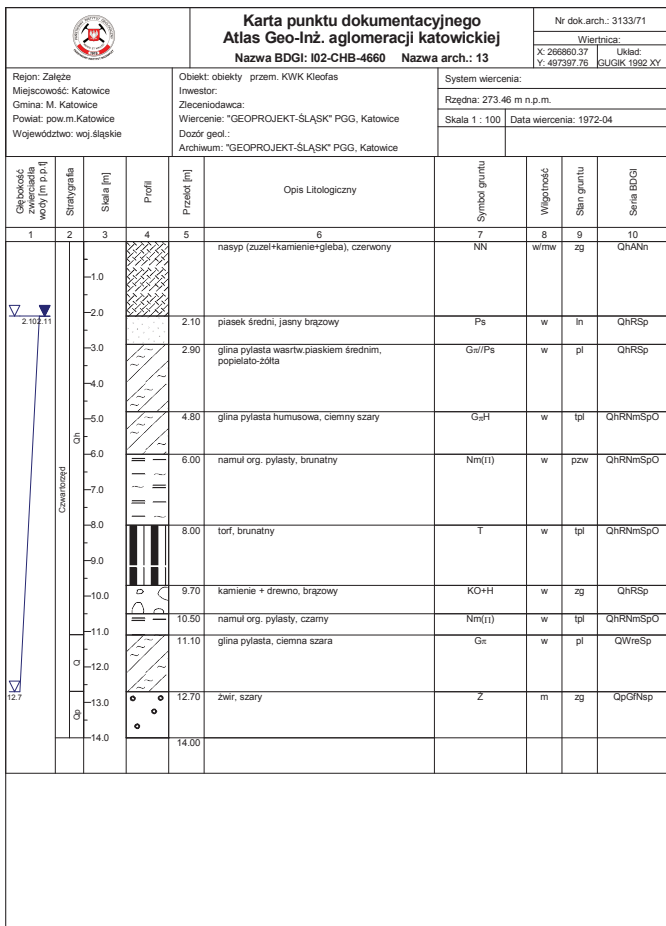 Karta punktu dokumentacyjnego
Atlas Geo-Inż. aglomeracji katowickiej
Nazwa BDGI: I02-CHB-4660 Nazwa arch.: 13
Nr dok.arch.: 3133/71
Wiertnica:
X: 266860.37 Układ:
Y: 497397.76 GUGIK 1992 XY
Rejon: Załęże
Miejscowość: Katowice
Gmina: M. Katowice
Powiat: pow.m.Katowice
Województwo: woj.śląskie
Obiekt: obiekty przem. KWK Kleofas
Inwestor:
Zleceniodawca:
Wiercenie: "GEOPROJEKT-ŚLĄSK" PGG, Katowice
Dozór geol.:
Archiwum: "GEOPROJEKT-ŚLĄSK" PGG, Katowice
System wiercenia:
Rzędna: 273.46 m n.p.m.
Skala 1 : 100 Data wiercenia: 1972-04
Głębokość zwierciadła wody [m p.p.t]
Stratygrafia
Skala [m]
Profil
Przelot [m]
Opis Litologiczny
Symbol gruntu
Wilgotność
Stan gruntu
Seria BDGI
1 2 3 4 5 6 7 8 9 10
nasyp (zuzel+kamienie+gleba), czerwony NN w/mw zg QhANn
-1.0
-2.0
2.10 2.11
2.10 piasek średni, jasny brązowy Ps w ln QhRSp
2.90 glina pylasta wasrtw.piaskiem średnim, Gπ//Ps w pl QhRSp
popielato-żółta
-3.0
-4.0
4.80 glina pylasta humusowa, ciemny szary GπH w tpl QhRNmSpO
-5.0
Qh
6.00 namuł org. pylasty, brunatny Nm(Π) w pzw QhRNmSpO
-6.0
Czwartorzęd
-7.0
8.00 torf, brunatny T w tpl QhRNmSpO
-8.0
-9.0
9.70 kamienie + drewno, brązowy KO+H w zg QhRSp
-10.0
10.50 namuł org. pylasty, czarny Nm(Π) w tpl QhRNmSpO
-11.0
11.10 glina pylasta, ciemna szara Gπ w pl QWreSp
Q
-12.0
12.7
12.70 żwir, szary Ż m zg QpGfNsp
-13.0
Qp
-14.0
14.00